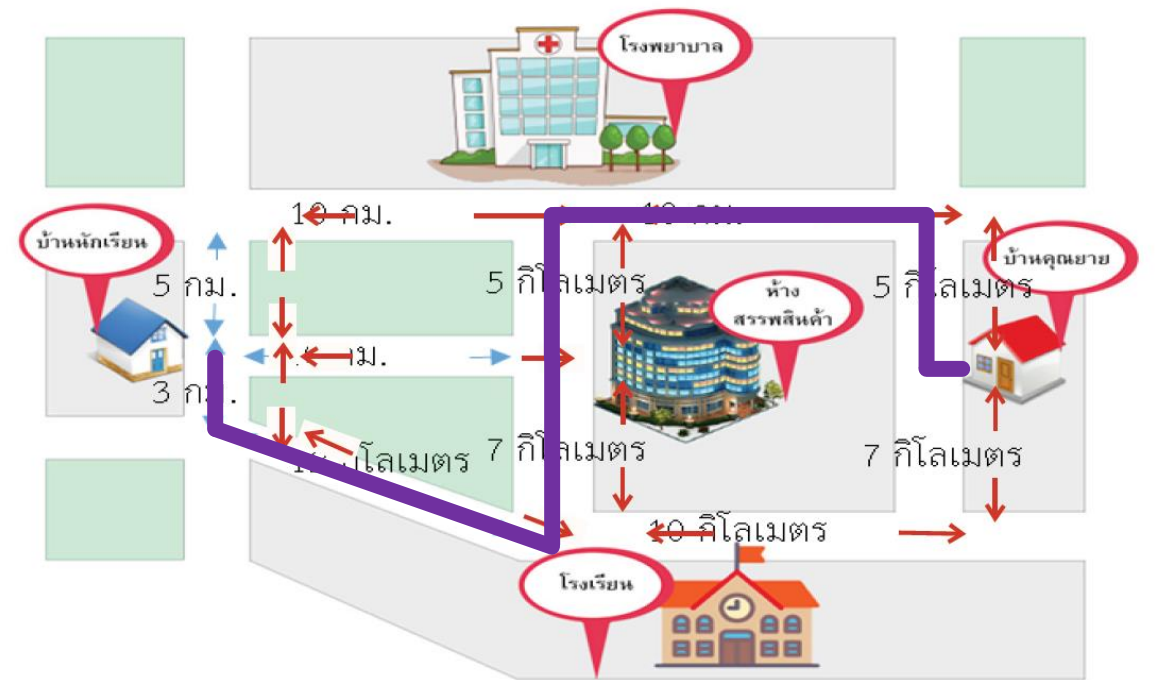 โรงพยาบาล
10 กม.
บ้านนักเรียน
บ้านคุณยาย
5 กม.
5 กิโลเมตร
ห้าง
สรรพสินค้า
5 กิโลเมตร
กม.
3 กม.
กิโลเมตร
7 กิโลเมตร
7 กิโลเมตร
10 กิโลเมตร
โรงเรียน